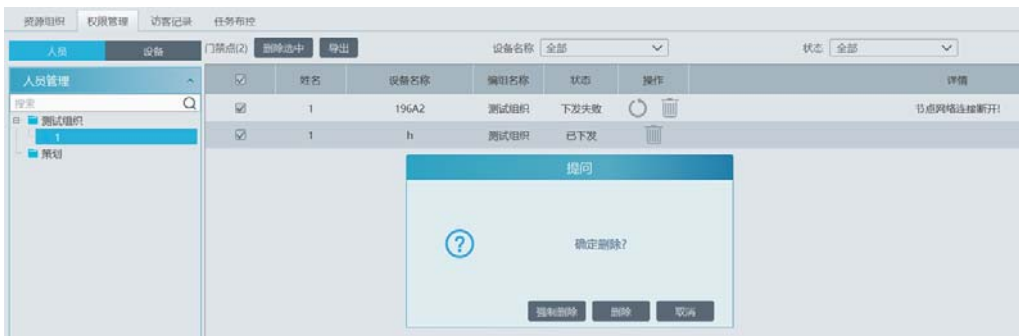 资源组织 权限管理 访客记录 任务布控
人员 设备 门禁点(2) 删除选中 导出 设备名称 全部 状态 全部
人员管理 姓名 设备名称 编组名称 状态 操作 详情
搜索 1 196A2 测试组织 下发失败 节点网络连接断开!
测试组织
1 1 h 测试组织 已下发
策划
提问
确定删除?
强制删除 删除 取消